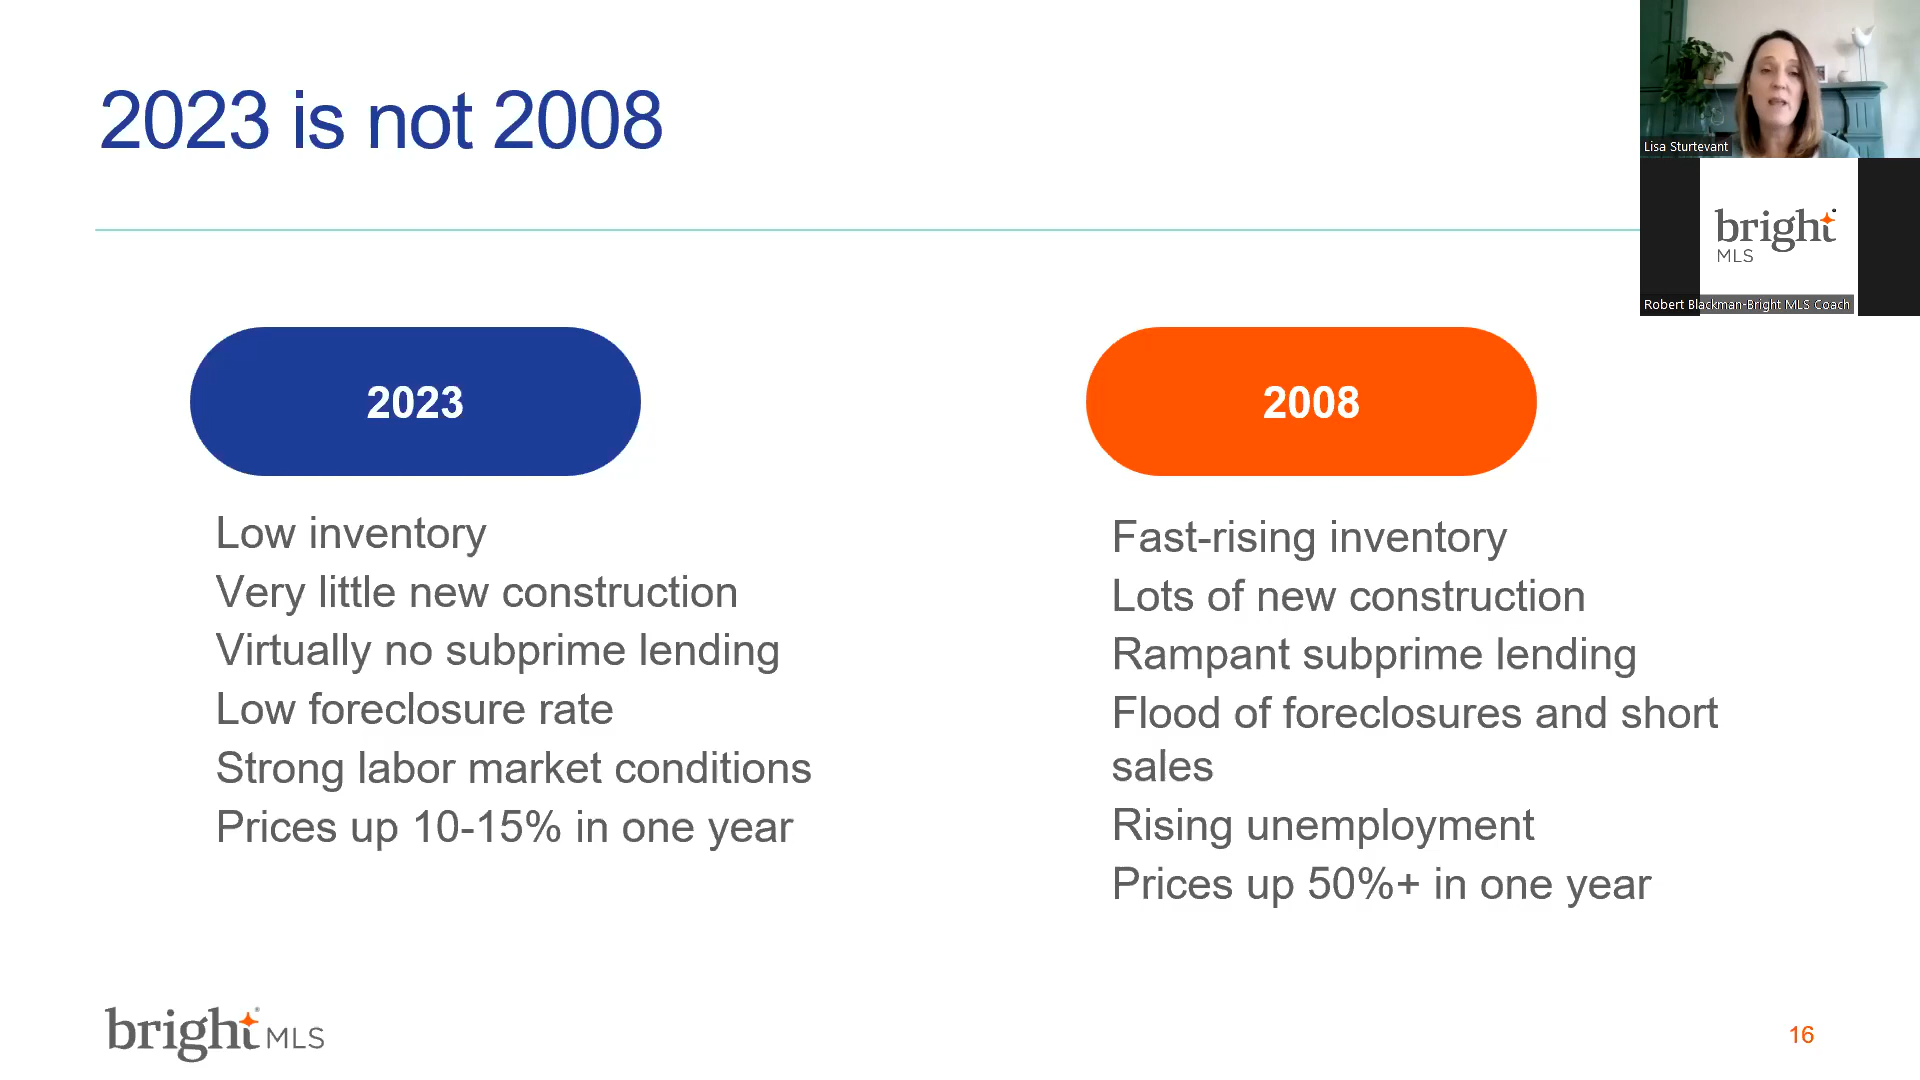 2023 is not 2008
Lisa Sturtevant
bright
MLS
Robert Blackman-Bright MLS Coach
2023
Low inventory
Very little new construction
Virtually no subprime lending
Low foreclosure rate
Strong labor market conditions
Prices up 10-15% in one year
2008
Fast-rising inventory
Lots of new construction
Rampant subprime lending
Flood of foreclosures and short
sales
Rising unemployment
Prices up 50%+ in one year
bright MLS
16